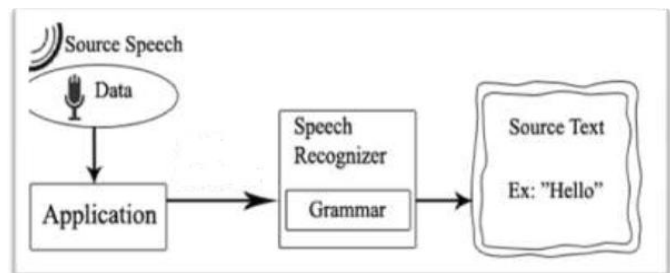 Source Speech
Data
Application
Speech
Recognizer
Grammar
Source Text
Ex: ”Hello”